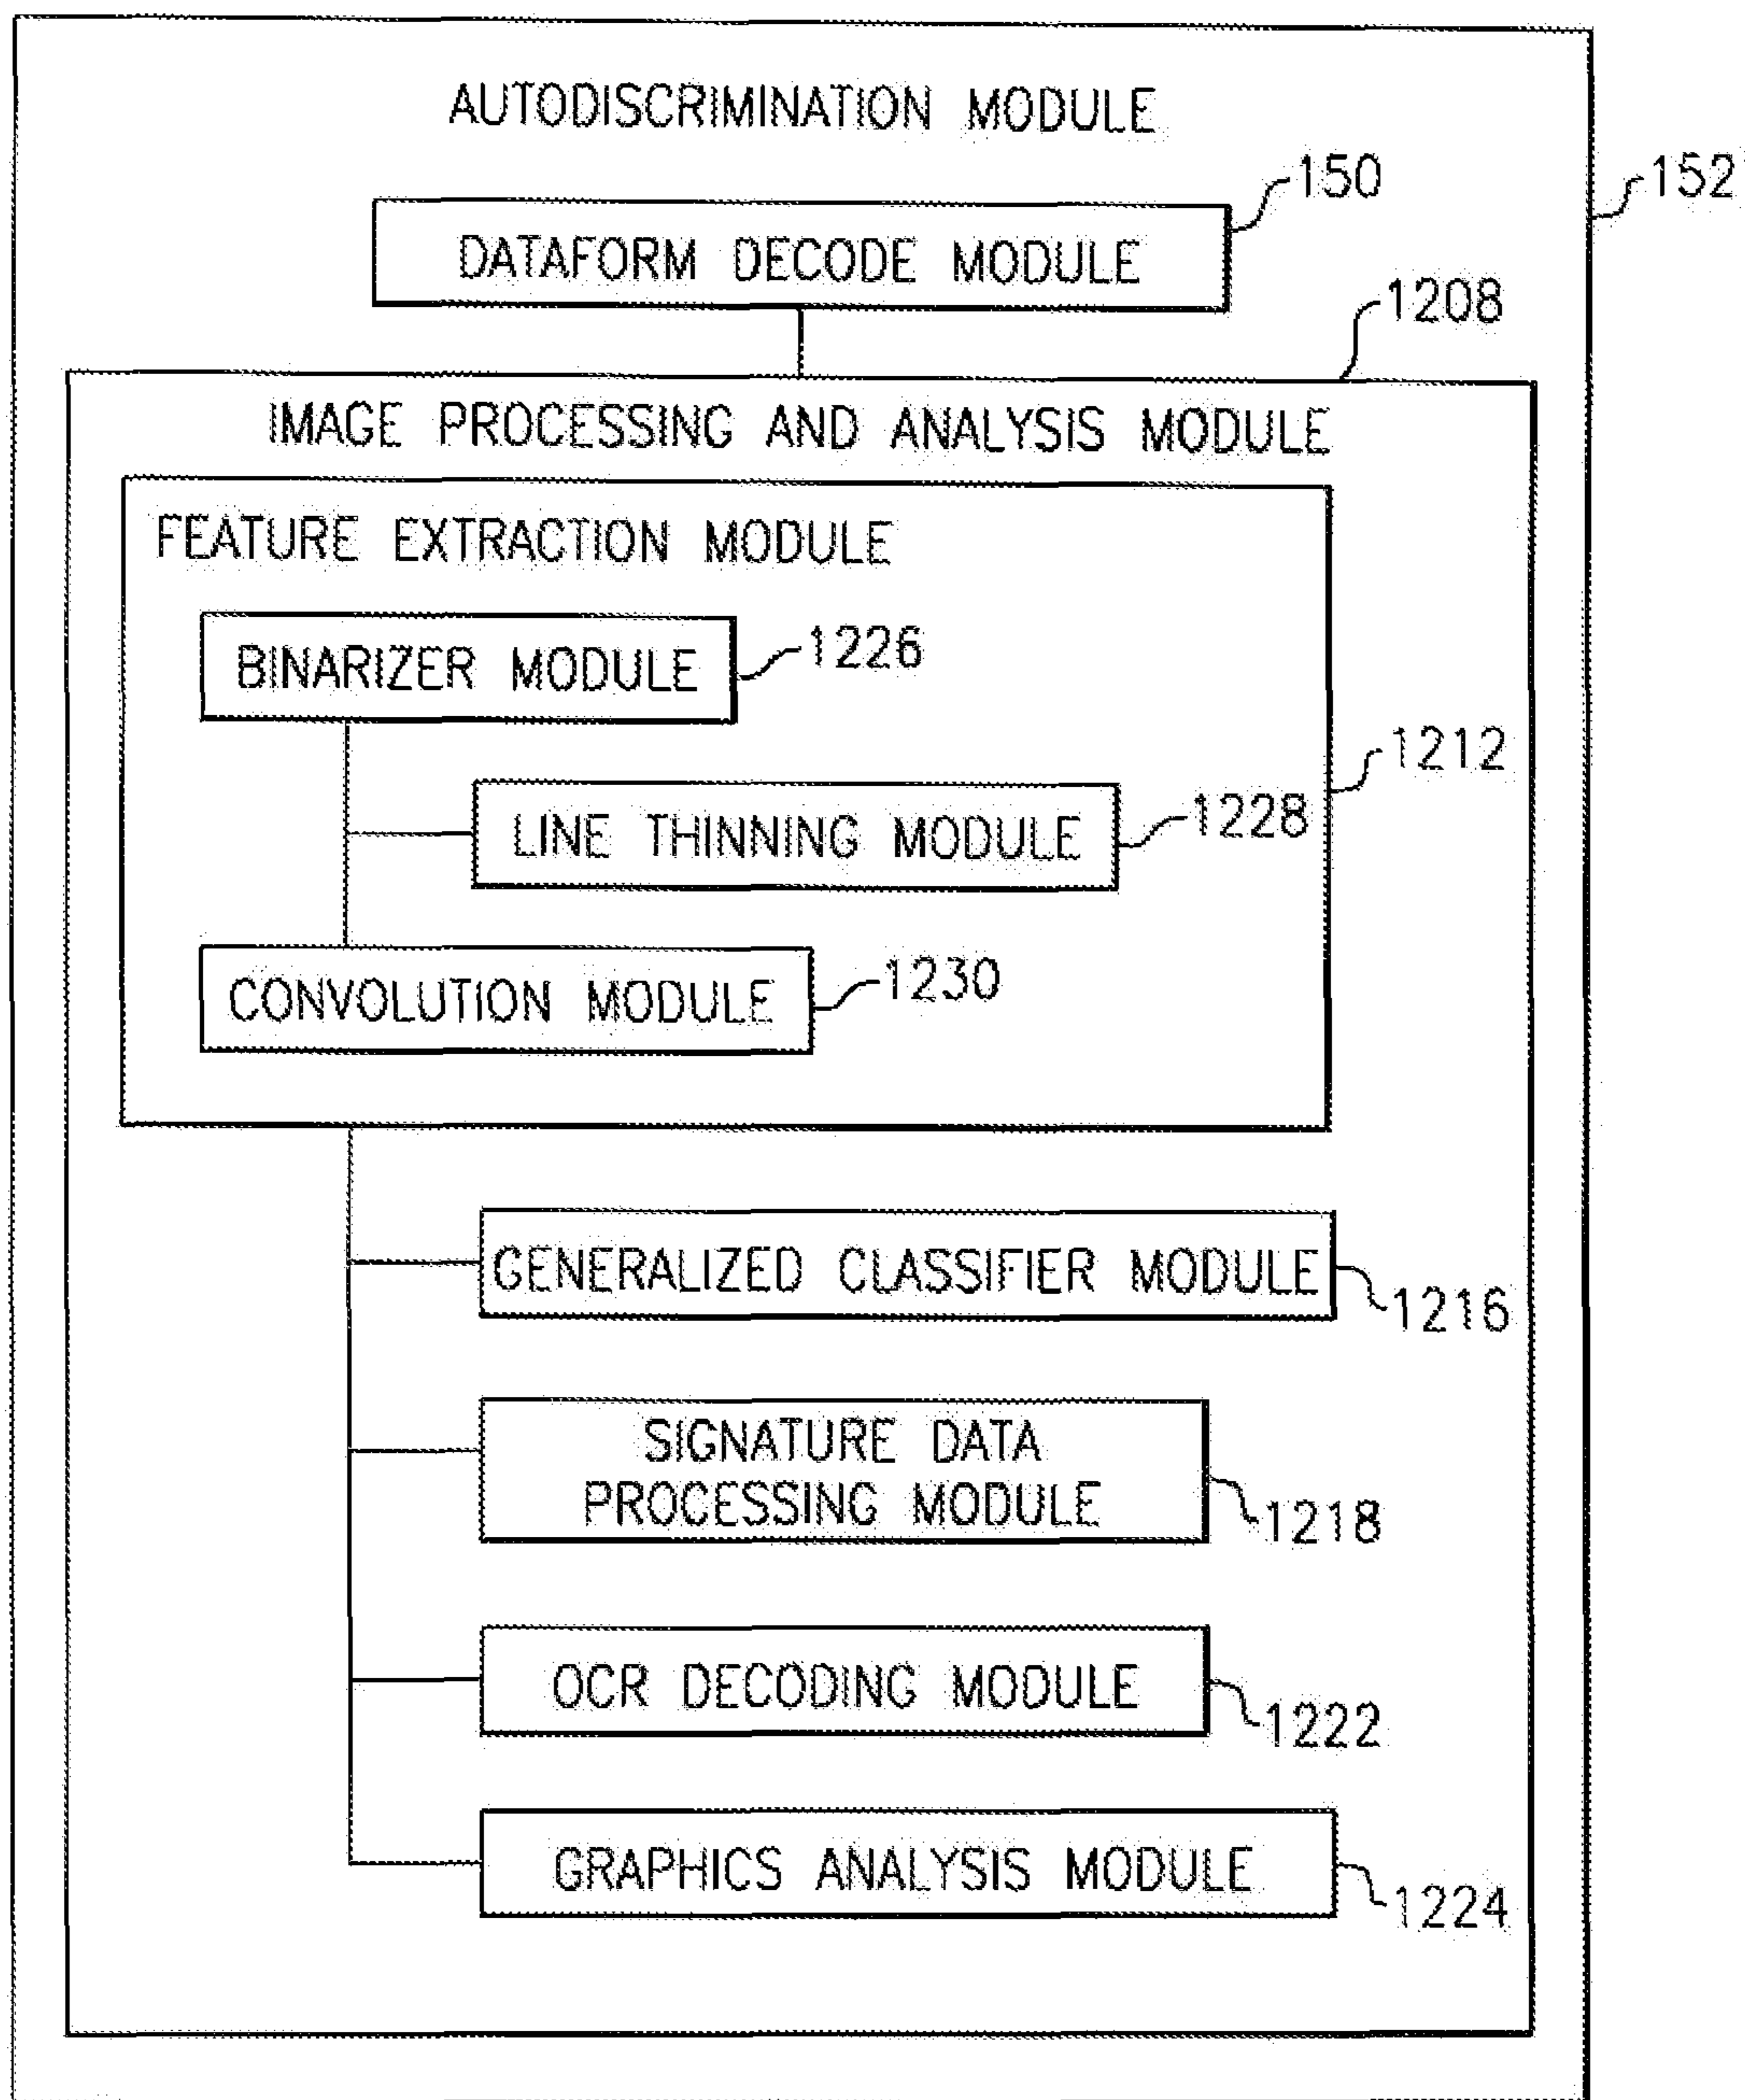 AUTODISCRIMINATION MODULE
150
152
DATAFORM DECODE MODULE
1208
IMAGE PROCESSING AND ANALYSIS MODULE
FEATURE EXTRACTION MODULE
BINARIZER MODULE
1226
1212
LINE THINNING MODULE
1228
CONVOLUTION MODULE
1230
GENERALIZED CLASSIFIER MODULE
1216
SIGNATURE DATA
PROCESSING MODULE
1218
OCR DECODING MODULE
1222
GRAPHICS ANALYSIS MODULE
1224